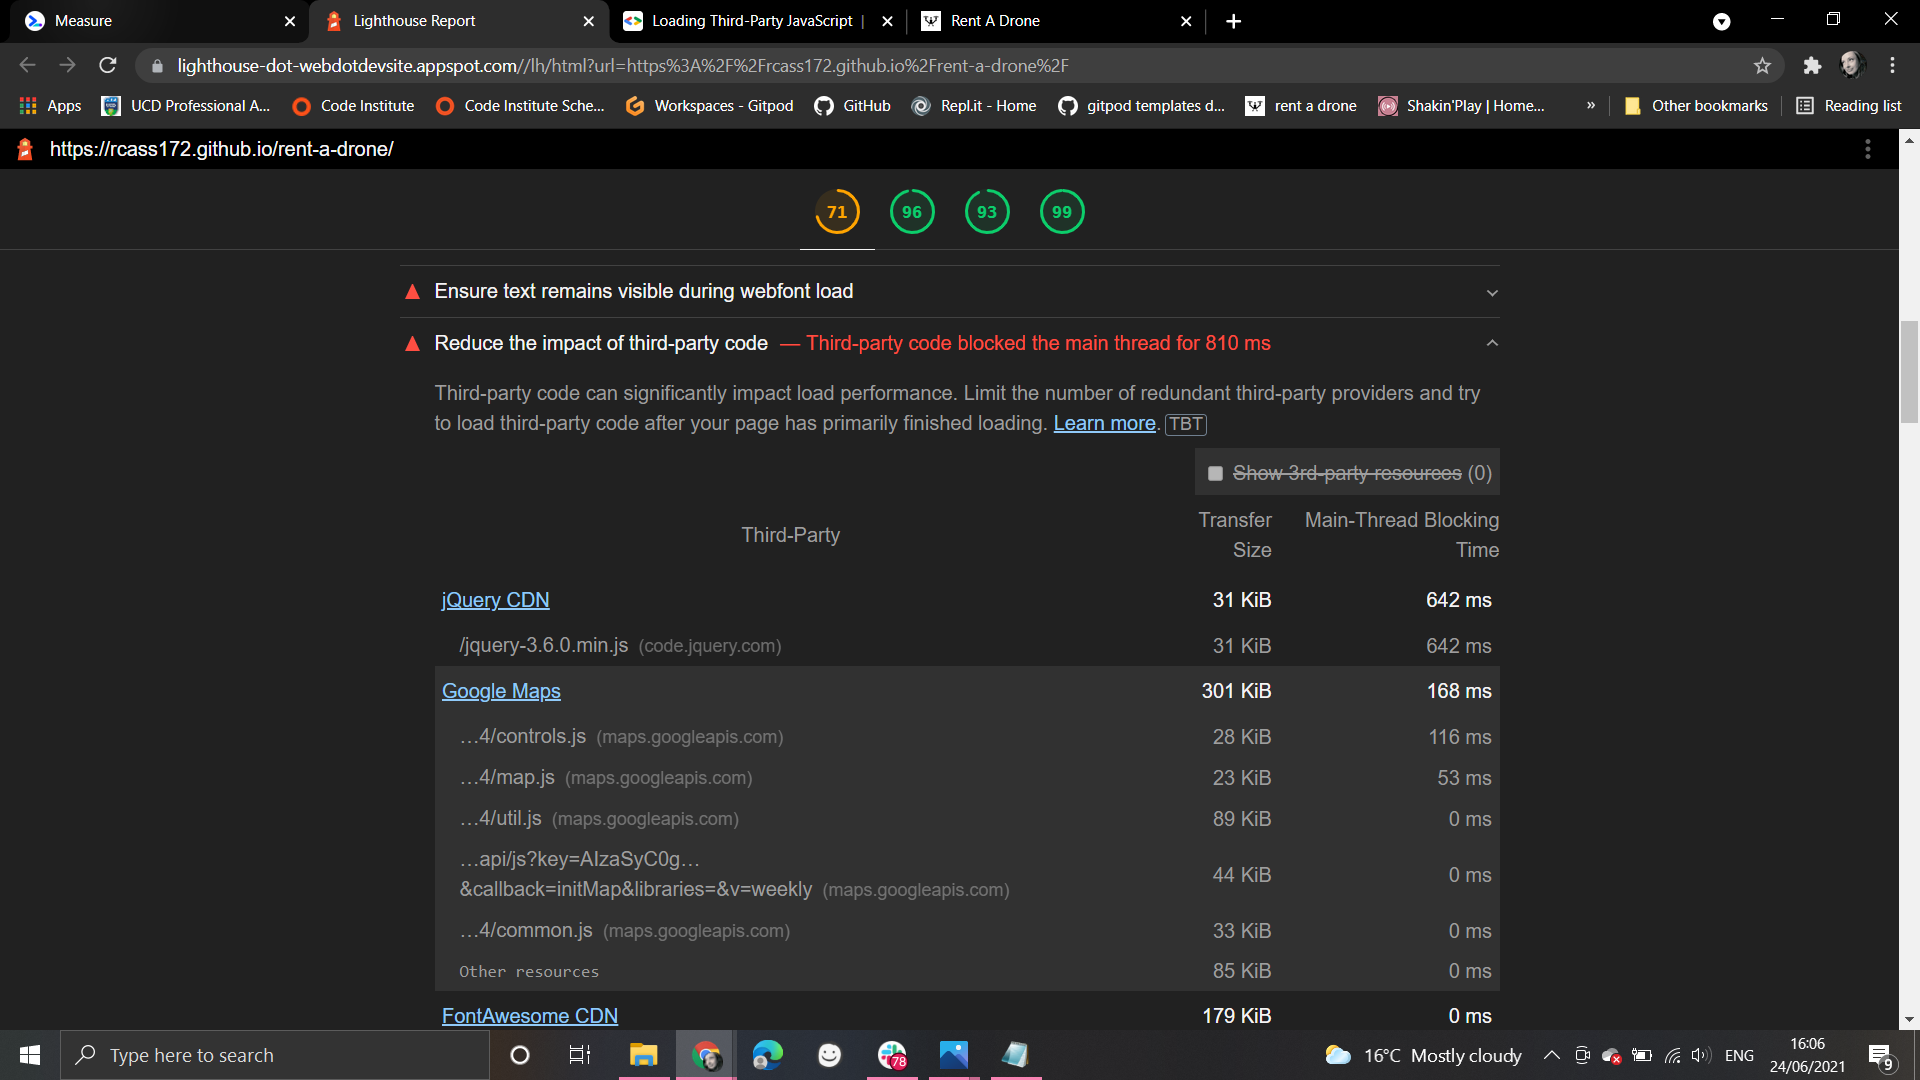 Measure
Lighthouse Report
Loading Third-Party JavaScript |
Rent A Drone
lighthouse-dot-webdotdevsite.appspot.com//lh/html?url=https%3A%2F%2Frcass172.github.io%2Frent-a-drone%2F
Apps
UCD Professional A...
Code Institute
Code Institute Sche...
Workspaces - Gitpod
GitHub
Repl.it - Home
gitpod templates d...
rent a drone
Shakin'Play | Home...
»
Other bookmarks
Reading list
https://rcass172.github.io/rent-a-drone/
71
96
93
99
Ensure text remains visible during webfont load
Reduce the impact of third-party code — Third-party code blocked the main thread for 810 ms
Third-party code can significantly impact load performance. Limit the number of redundant third-party providers and try
to load third-party code after your page has primarily finished loading. Learn more. TBT
Show 3rd-party resources (0)
Third-Party
Transfer
Size
Main-Thread Blocking
Time
jQuery CDN 31 KiB 642 ms
/jquery-3.6.0.min.js (code.jquery.com) 31 KiB 642 ms
Google Maps 301 KiB 168 ms
…4/controls.js (maps.googleapis.com) 28 KiB 116 ms
…4/map.js (maps.googleapis.com) 23 KiB 53 ms
…4/util.js (maps.googleapis.com) 89 KiB 0 ms
…api/js?key=AIzaSyC0g…
&callback=initMap&libraries=&v=weekly (maps.googleapis.com) 44 KiB 0 ms
…4/common.js (maps.googleapis.com) 33 KiB 0 ms
Other resources 85 KiB 0 ms
FontAwesome CDN 179 KiB 0 ms
Type here to search
78
16°C Mostly cloudy
ENG
16:06
24/06/2021
9